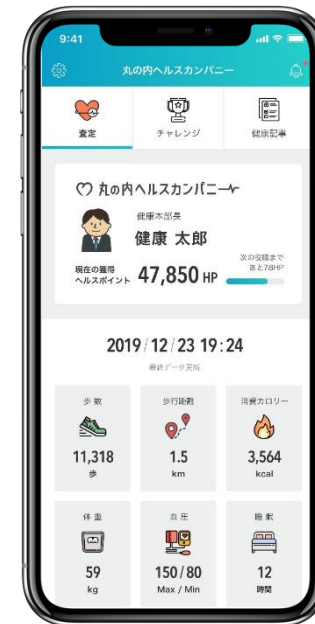 9:41
丸の内ヘルスカンパニー
査定
チャレンジ
健康記事
丸の内ヘルスカンパニー
健康本部長
健康 太郎
現在の獲得
ヘルスポイント
47,850 HP
次の役職まで
あと78HP
2019/12/23 19:24
最終データ更新
歩数
歩行距離
消費カロリー
11,318
1.5
3,564
歩
km
kcal
体重
血圧
睡眠
59
150/80
12
kg
Max / Min
時間